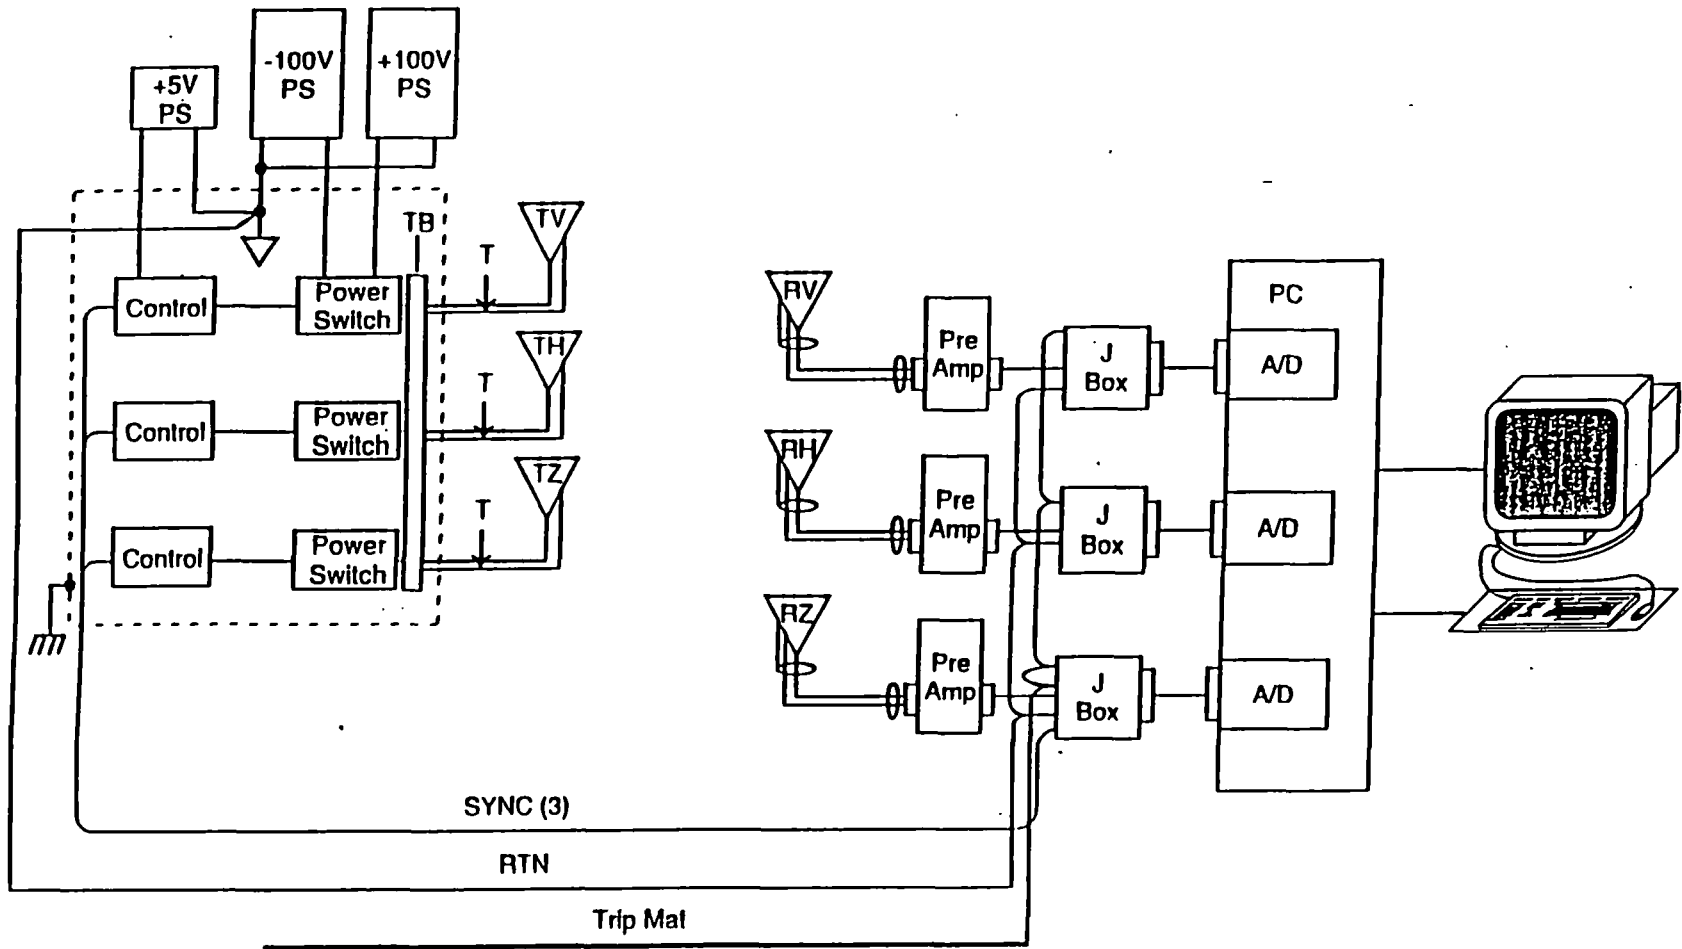 +5V
PS
-100V
PS
+100V
PS
TB
T
TV
Control
Power
Switch
T
TH
Control
Power
Switch
T
TZ
Control
Power
Switch
RV
Pre
Amp
J
Box
PC
A/D
RH
Pre
Amp
J
Box
A/D
RZ
Pre
Amp
J
Box
A/D
SYNC (3)
RTN
Trip Mat